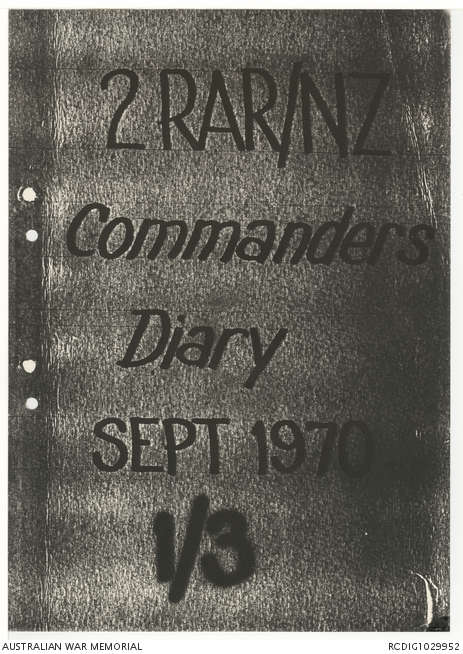 2 RAR/NZ
Commanders
Diary
SEPT 1970
1/3
AUSTRALIAN WAR MEMORIAL RCDIG1029952